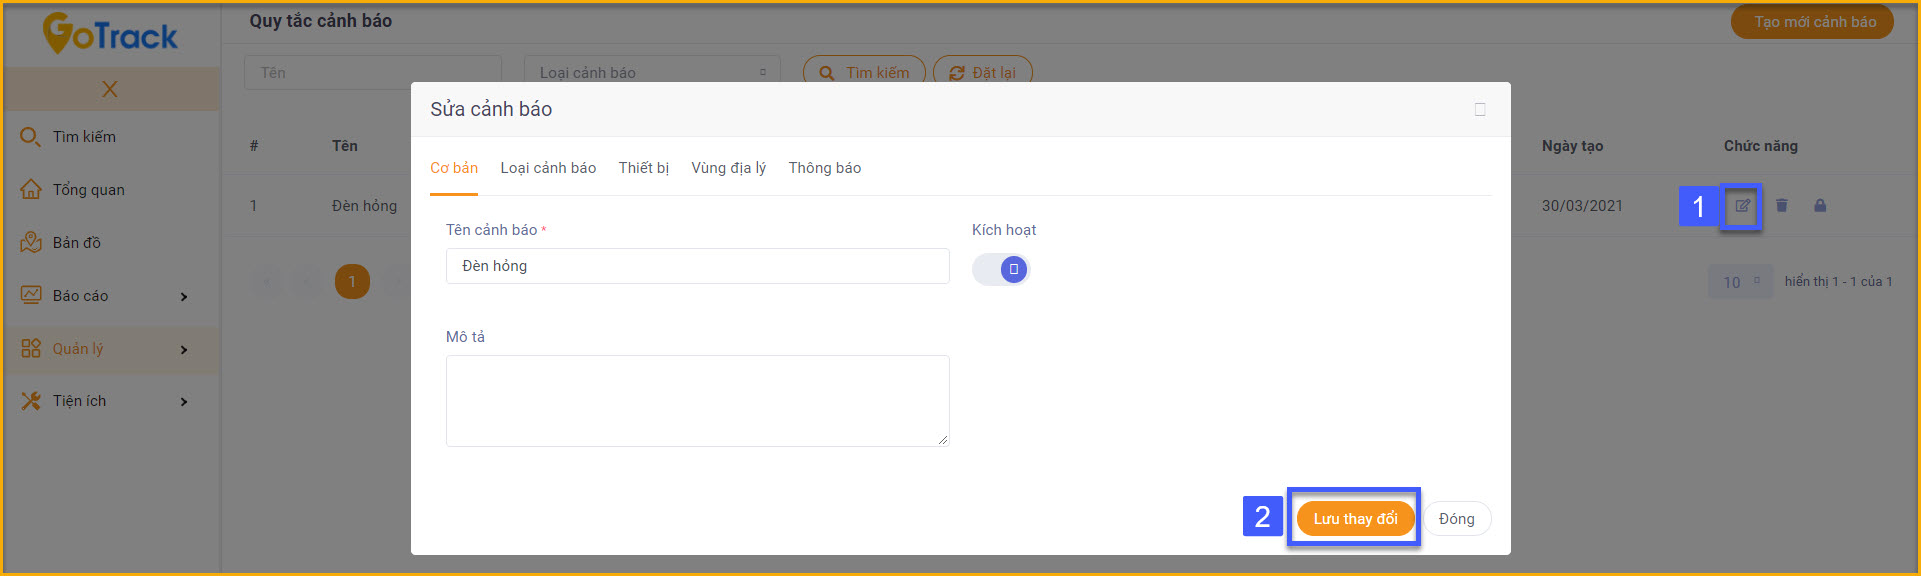 GoTrack
X
Tìm kiếm
Tổng quan
Bản đồ
Báo cáo
Quản lý
Tiện ích
Quy tắc cảnh báo
Tạo mới cảnh báo
Tên
Loại cảnh báo
Tìm kiếm
Đặt lại
#
Tên
Ngày tạo
Chức năng
1
Đèn hỏng
30/03/2021
1
1
10
hiển thị 1 - 1 của 1
Sửa cảnh báo
Cơ bản
Loại cảnh báo
Thiết bị
Vùng địa lý
Thông báo
Tên cảnh báo *
Kích hoạt
Đèn hỏng
Mô tả
2
Lưu thay đổi
Đóng